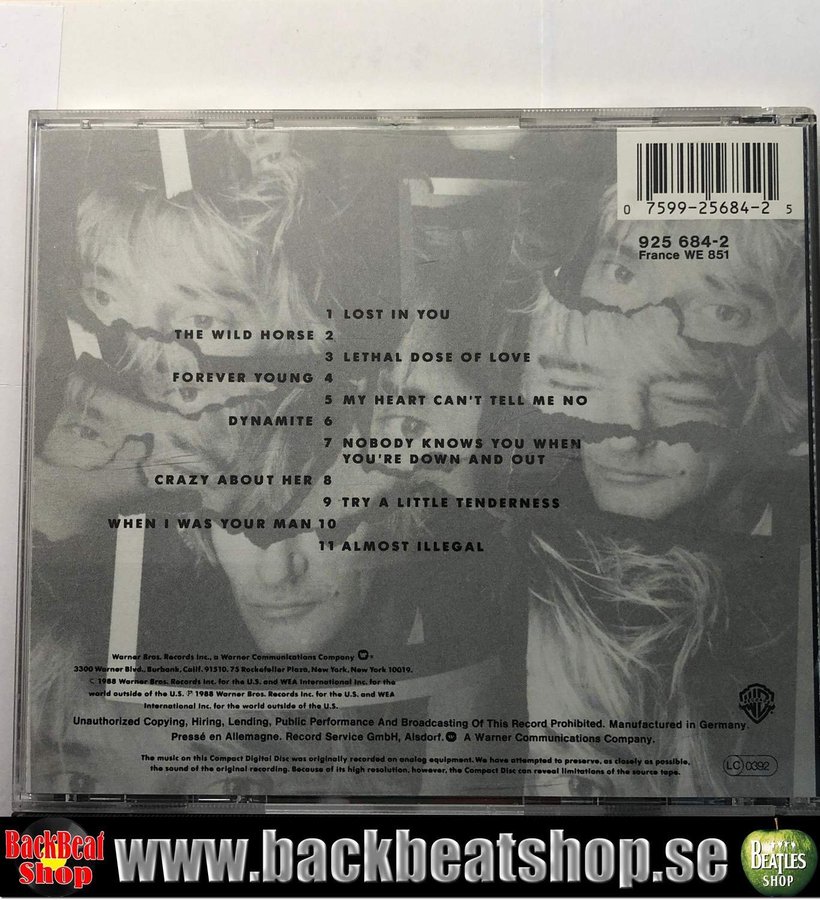 0 7599-25684-2 5
925 684-2
France WE 851
1 LOST IN YOU
THE WILD HORSE 2
3 LETHAL DOSE OF LOVE
FOREVER YOUNG 4
5 MY HEART CAN'T TELL ME NO
DYNAMITE 6
7 NOBODY KNOWS YOU WHEN
YOU'RE DOWN AND OUT
CRAZY ABOUT HER 8
9 TRY A LITTLE TENDERNESS
WHEN I WAS YOUR MAN 10
11 ALMOST ILLEGAL
Warner Bros. Records Inc., a Warner Communications Company
3300 Warner Blvd., Burbank, Calif. 91510. 75 Rockefeller Plaza, New York, New York 10019.
© 1988 Warner Bros. Records Inc. for the U.S. and WEA International Inc. for the
world outside of the U.S. ℗ 1988 Warner Bros. Records Inc. for the U.S. and WEA
International Inc. for the world outside of the U.S.
Unauthorized Copying, Hiring, Lending, Public Performance And Broadcasting Of This Record Prohibited. Manufactured in Germany.
Pressé en Allemagne. Record Service GmbH, Alsdorf. A Warner Communications Company.
The music on this Compact Digital Disc was originally recorded on analog equipment. We have attempted to preserve, as closely as possible,
the sound of the original recording. Because of its high resolution, however, the Compact Disc can reveal limitations of the source tape.
LC 0392
BackBeat
Shop
www.backbeatshop.se
BEATLES
SHOP